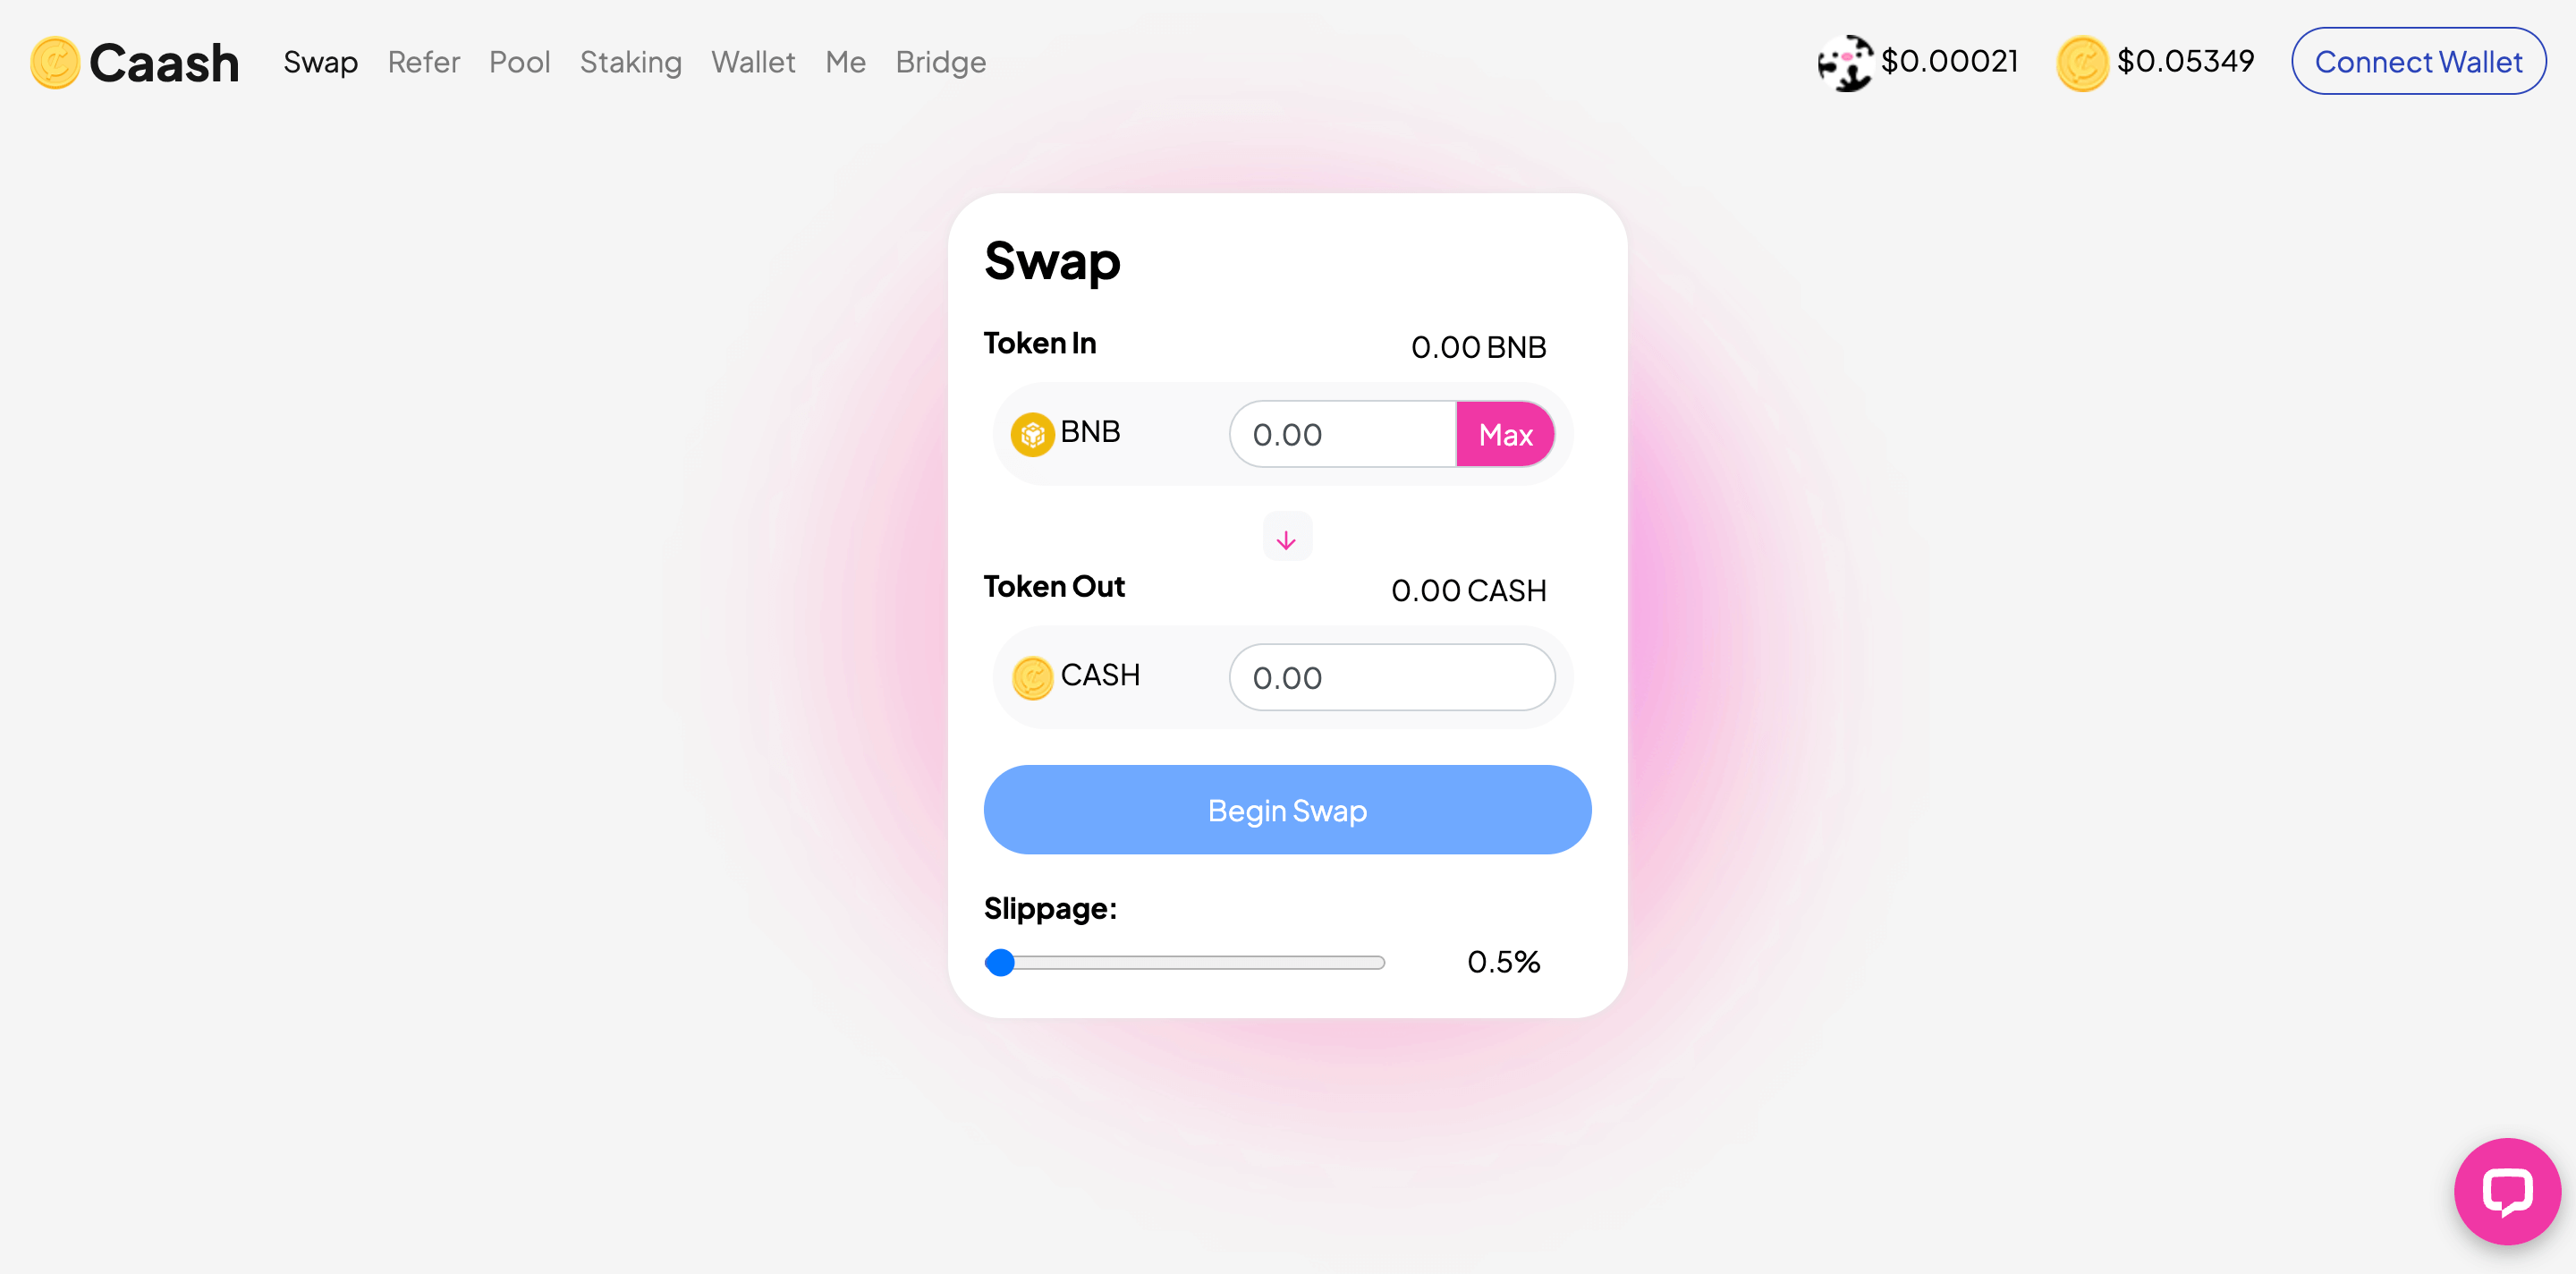 Caash Swap Refer Pool Staking Wallet Me Bridge $0.00021 $0.05349 Connect Wallet
Swap
Token In 0.00 BNB
BNB 0.00 Max
Token Out 0.00 CASH
CASH 0.00
Begin Swap
Slippage:
0.5%